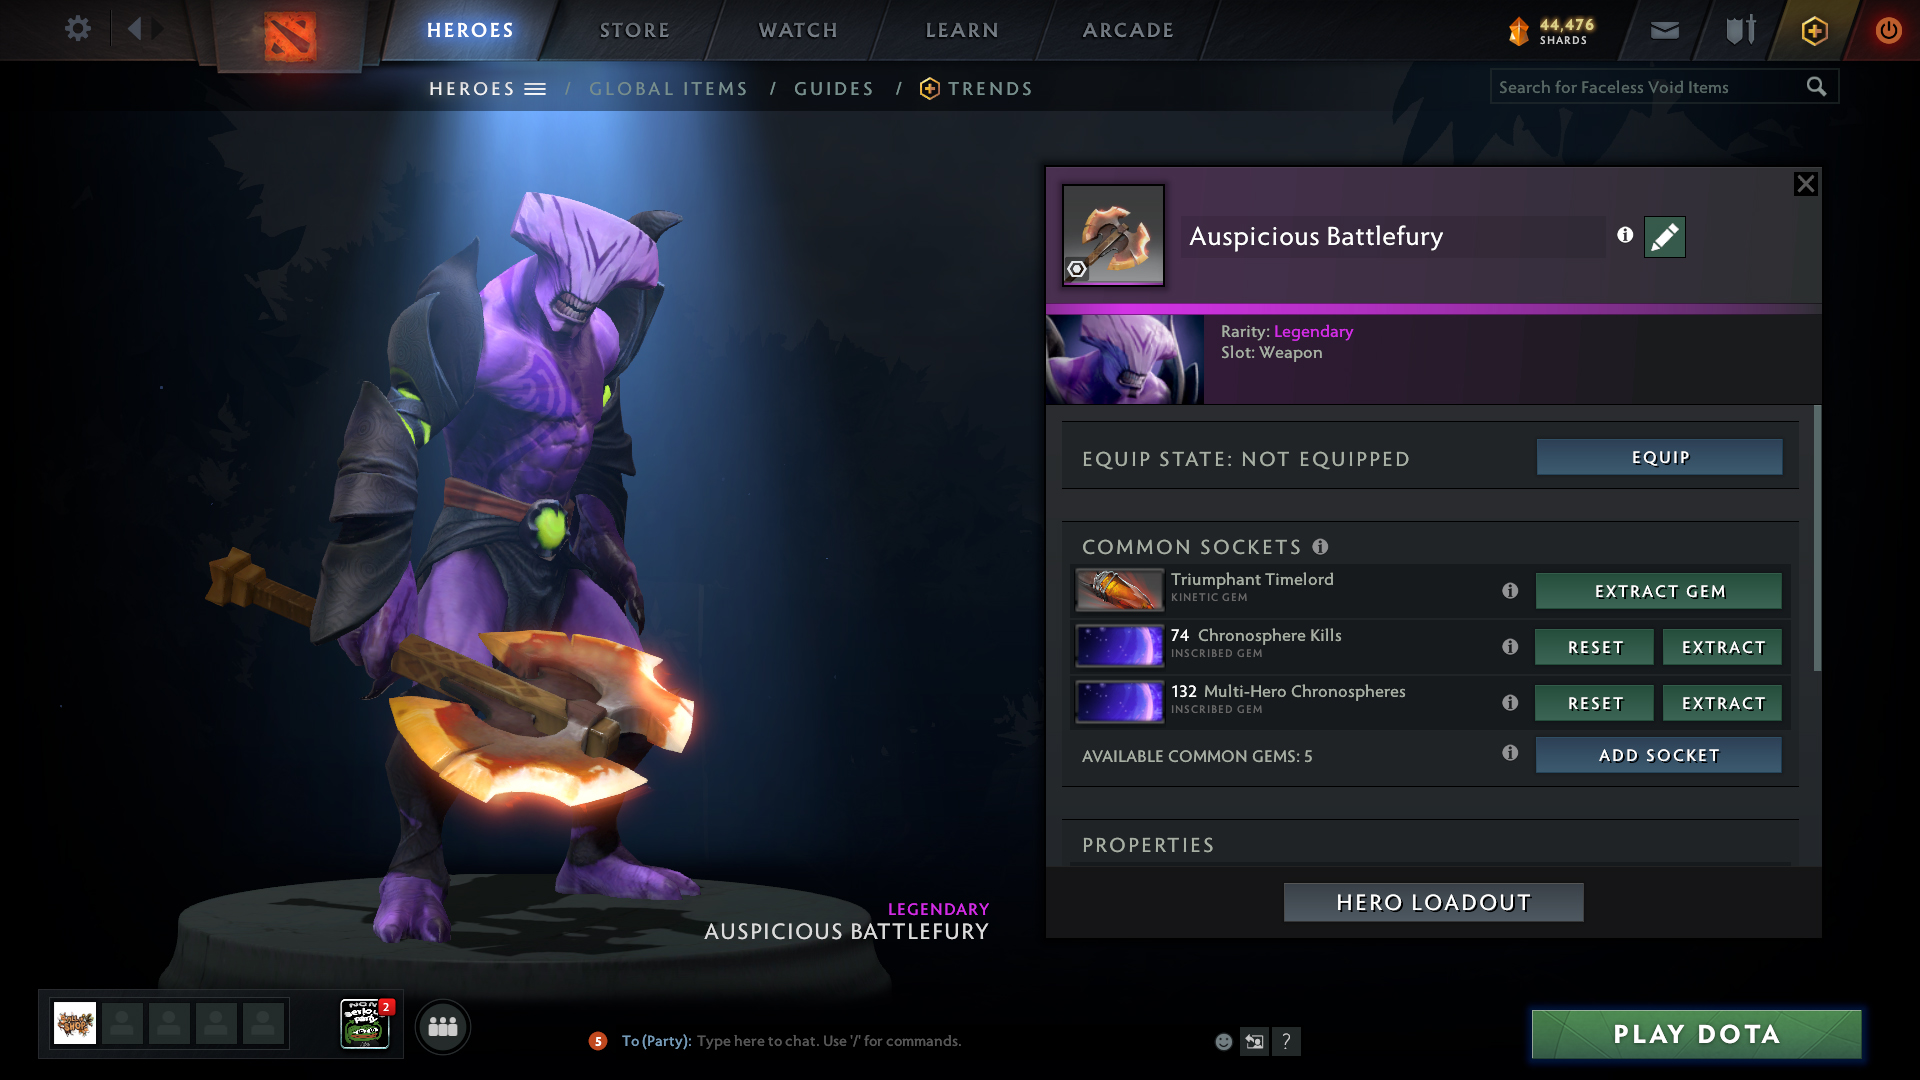 HEROES
STORE
WATCH
LEARN
ARCADE
44,476
SHARDS
HEROES / GLOBAL ITEMS / GUIDES / TRENDS
Search for Faceless Void Items
Auspicious Battlefury
Rarity: Legendary
Slot: Weapon
EQUIP STATE: NOT EQUIPPED
EQUIP
COMMON SOCKETS
Triumphant Timelord
KINETIC GEM
EXTRACT GEM
74 Chronosphere Kills
INSCRIBED GEM
RESET
EXTRACT
132 Multi-Hero Chronospheres
INSCRIBED GEM
RESET
EXTRACT
AVAILABLE COMMON GEMS: 5
ADD SOCKET
PROPERTIES
HERO LOADOUT
LEGENDARY
AUSPICIOUS BATTLEFURY
2
5
To (Party): Type here to chat. Use '/' for commands.
?
PLAY DOTA